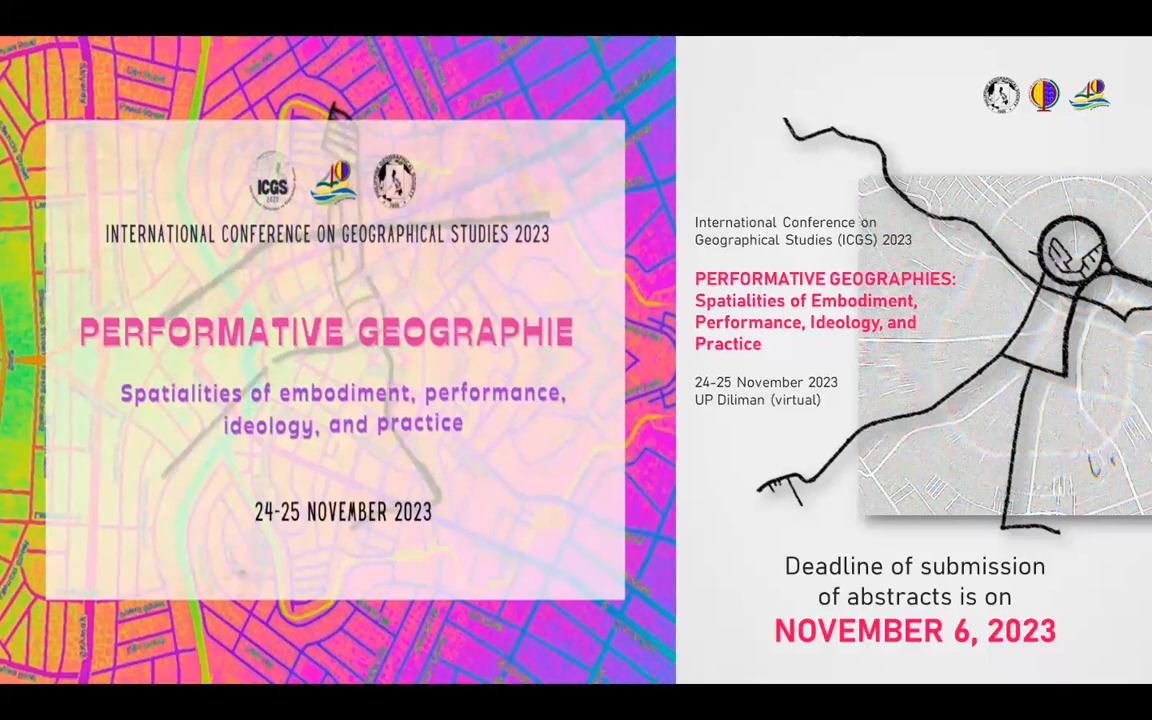 ICGS
2023
INTERNATIONAL CONFERENCE ON GEOGRAPHICAL STUDIES 2023
PERFORMATIVE GEOGRAPHIE
Spatialities of embodiment, performance,
ideology, and practice
24-25 NOVEMBER 2023
International Conference on
Geographical Studies (ICGS) 2023
PERFORMATIVE GEOGRAPHIES:
Spatialities of Embodiment,
Performance, Ideology, and
Practice
24-25 November 2023
UP Diliman (virtual)
Deadline of submission
of abstracts is on
NOVEMBER 6, 2023